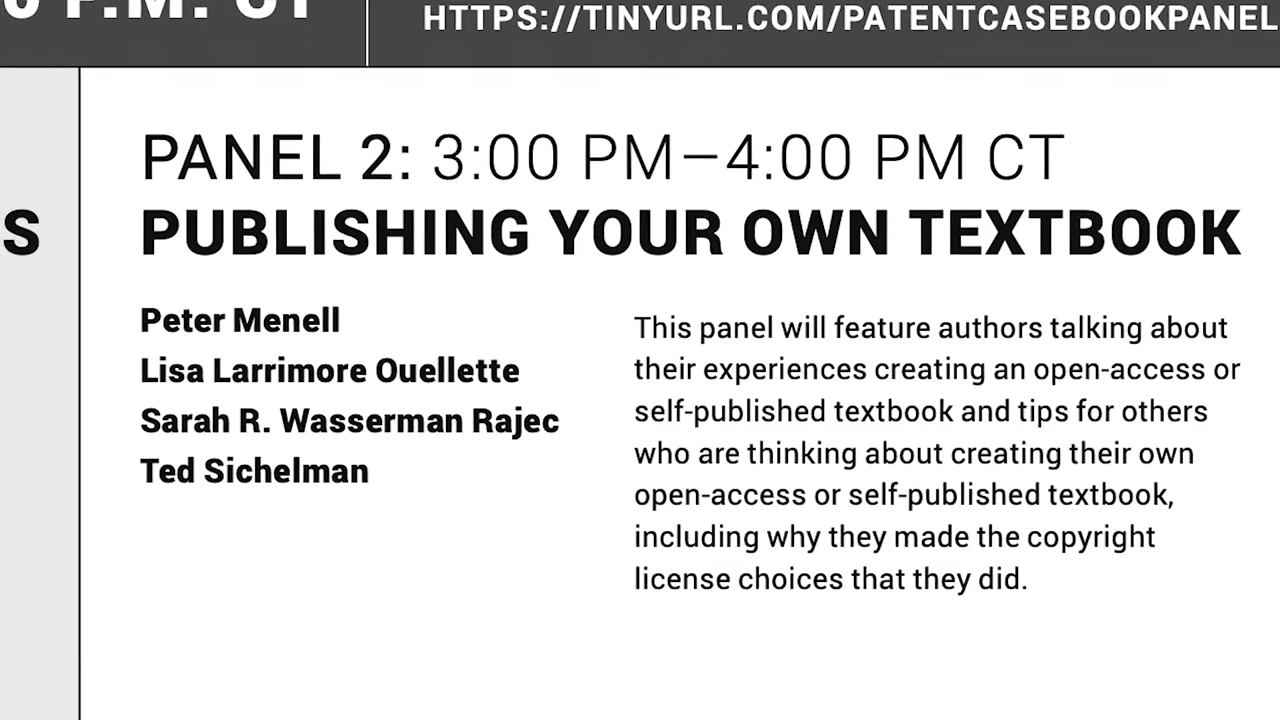 P.M. CT
HTTPS://TINYURL.COM/PATENTCASEBOOKPANEL
PANEL 2: 3:00 PM–4:00 PM CT
S
PUBLISHING YOUR OWN TEXTBOOK
Peter Menell
Lisa Larrimore Ouellette
Sarah R. Wasserman Rajec
Ted Sichelman
This panel will feature authors talking about
their experiences creating an open-access or
self-published textbook and tips for others
who are thinking about creating their own
open-access or self-published textbook,
including why they made the copyright
license choices that they did.